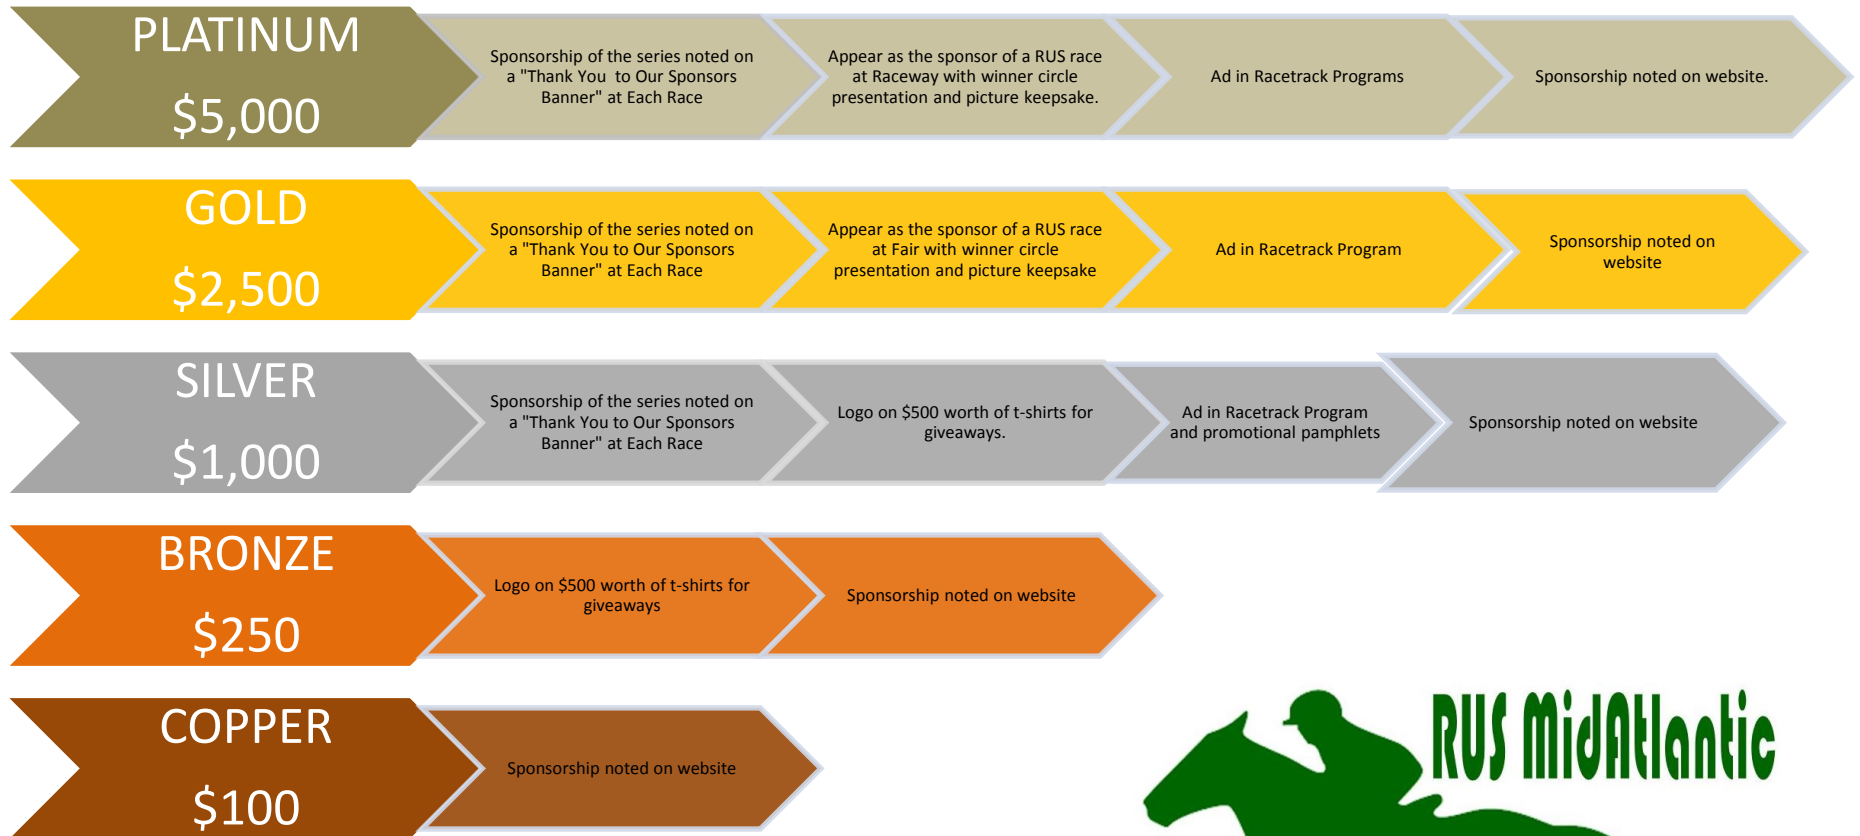 PLATINUM
$5,000
Sponsorship of the series noted on
a "Thank You to Our Sponsors
Banner" at Each Race
Appear as the sponsor of a RUS race
at Raceway with winner circle
presentation and picture keepsake.
Ad in Racetrack Programs
Sponsorship noted on website.
GOLD
$2,500
Sponsorship of the series noted on
a "Thank You to Our Sponsors
Banner" at Each Race
Appear as the sponsor of a RUS race
at Fair with winner circle
presentation and picture keepsake
Ad in Racetrack Program
Sponsorship noted on
website
SILVER
$1,000
Sponsorship of the series noted on
a "Thank You to Our Sponsors
Banner" at Each Race
Logo on $500 worth of t-shirts for
giveaways.
Ad in Racetrack Program
and promotional pamphlets
Sponsorship noted on website
BRONZE
$250
Logo on $500 worth of t-shirts for
giveaways
Sponsorship noted on website
COPPER
$100
Sponsorship noted on website
RUS MidAtlantic